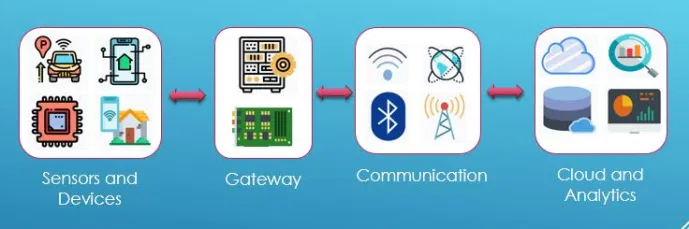 P
Sensors and
Devices
Gateway
Communication
Cloud and
Analytics